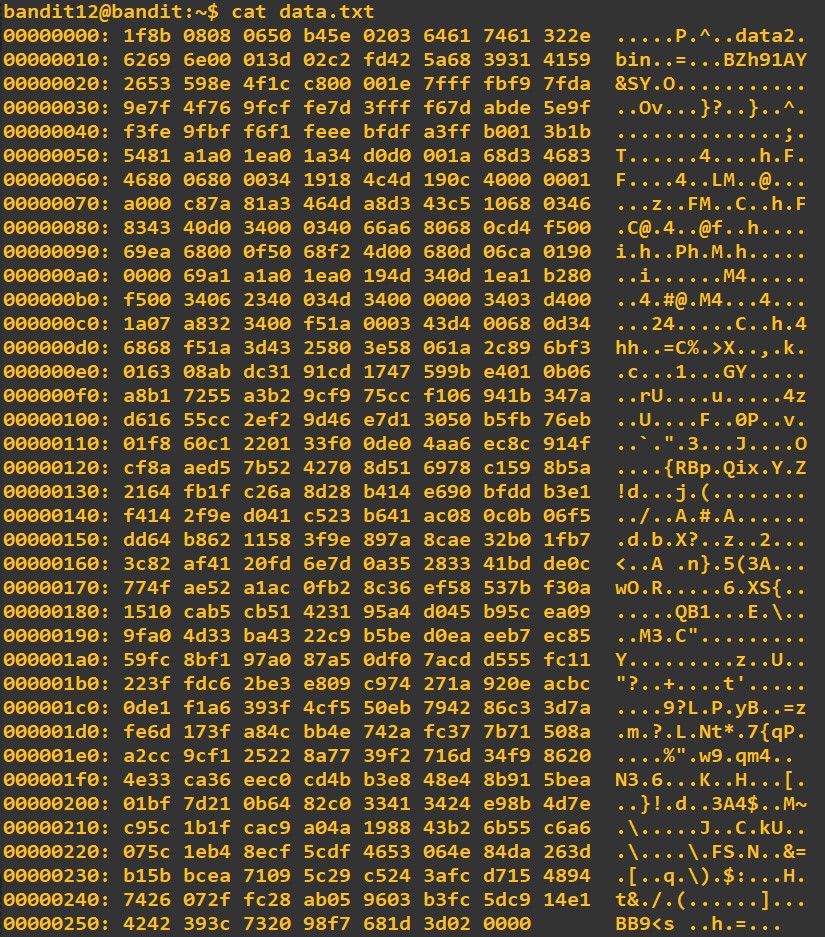 bandit12@bandit:~$ cat data.txt
00000000: 1f8b 0808 0650 b45e 0203 6461 7461 322e  .....P.^..data2.
00000010: 6269 6e00 013d 02c2 fd42 5a68 3931 4159  bin..=...BZh91AY
00000020: 2653 598e 4f1c c800 001e 7fff fbf9 7fda  &SY.O...........
00000030: 9e7f 4f76 9fcf fe7d 3fff f67d abde 5e9f  ..Ov...}?..}..^.
00000040: f3fe 9fbf f6f1 feee bfdf a3ff b001 3b1b  ..............;.
00000050: 5481 a1a0 1ea0 1a34 d0d0 001a 68d3 4683  T......4....h.F.
00000060: 4680 0680 0034 1918 4c4d 190c 4000 0001  F....4..LM..@...
00000070: a000 c87a 81a3 464d a8d3 43c5 1068 0346  ...z..FM..C..h.F
00000080: 8343 40d0 3400 0340 66a6 8068 0cd4 f500  .C@.4..@f..h....
00000090: 69ea 6800 0f50 68f2 4d00 680d 06ca 0190  i.h..Ph.M.h.....
000000a0: 0000 69a1 a1a0 1ea0 194d 340d 1ea1 b280  ..i......M4.....
000000b0: f500 3406 2340 034d 3400 0000 3403 d400  ..4.#@.M4...4...
000000c0: 1a07 a832 3400 f51a 0003 43d4 0068 0d34  ...24.....C..h.4
000000d0: 6868 f51a 3d43 2580 3e58 061a 2c89 6bf3  hh..=C%.>X..,.k.
000000e0: 0163 08ab dc31 91cd 1747 599b e401 0b06  .c...1...GY.....
000000f0: a8b1 7255 a3b2 9cf9 75cc f106 941b 347a  ..rU....u.....4z
00000100: d616 55cc 2ef2 9d46 e7d1 3050 b5fb 76eb  ..U....F..0P..v.
00000110: 01f8 60c1 2201 33f0 0de0 4aa6 ec8c 914f  ..`.".3...J....O
00000120: cf8a aed5 7b52 4270 8d51 6978 c159 8b5a  ....{RBp.Qix.Y.Z
00000130: 2164 fb1f c26a 8d28 b414 e690 bfdd b3e1  !d...j.(........
00000140: f414 2f9e d041 c523 b641 ac08 0c0b 06f5  ../..A.#.A......
00000150: dd64 b862 1158 3f9e 897a 8cae 32b0 1fb7  .d.b.X?..z..2...
00000160: 3c82 af41 20fd 6e7d 0a35 2833 41bd de0c  <..A .n}.5(3A...
00000170: 774f ae52 a1ac 0fb2 8c36 ef58 537b f30a  wO.R.....6.XS{..
00000180: 1510 cab5 cb51 4231 95a4 d045 b95c ea09  .....QB1...E.\..
00000190: 9fa0 4d33 ba43 22c9 b5be d0ea eeb7 ec85  ..M3.C".........
000001a0: 59fc 8bf1 97a0 87a5 0df0 7acd d555 fc11  Y.........z..U..
000001b0: 223f fdc6 2be3 e809 c974 271a 920e acbc  "?..+....t'.....
000001c0: 0de1 f1a6 393f 4cf5 50eb 7942 86c3 3d7a  ....9?L.P.yB..=z
000001d0: fe6d 173f a84c bb4e 742a fc37 7b71 508a  .m.?.L.Nt*.7{qP.
000001e0: a2cc 9cf1 2522 8a77 39f2 716d 34f9 8620  ....%".w9.qm4..
000001f0: 4e33 ca36 eec0 cd4b b3e8 48e4 8b91 5bea  N3.6...K..H...[.
00000200: 01bf 7d21 0b64 82c0 3341 3424 e98b 4d7e  ..}!.d..3A4$..M~
00000210: c95c 1b1f cac9 a04a 1988 43b2 6b55 c6a6  .\.....J..C.kU..
00000220: 075c 1eb4 8ecf 5cdf 4653 064e 84da 263d  .\....\.FS.N..&=
00000230: b15b bcea 7109 5c29 c524 3afc d715 4894  .[..q.\).$:...H.
00000240: 7426 072f fc28 ab05 9603 b3fc 5dc9 14e1  t&./.(......]...
00000250: 4242 393c 7320 98f7 681d 3d02 0000       BB9<s ..h.=...